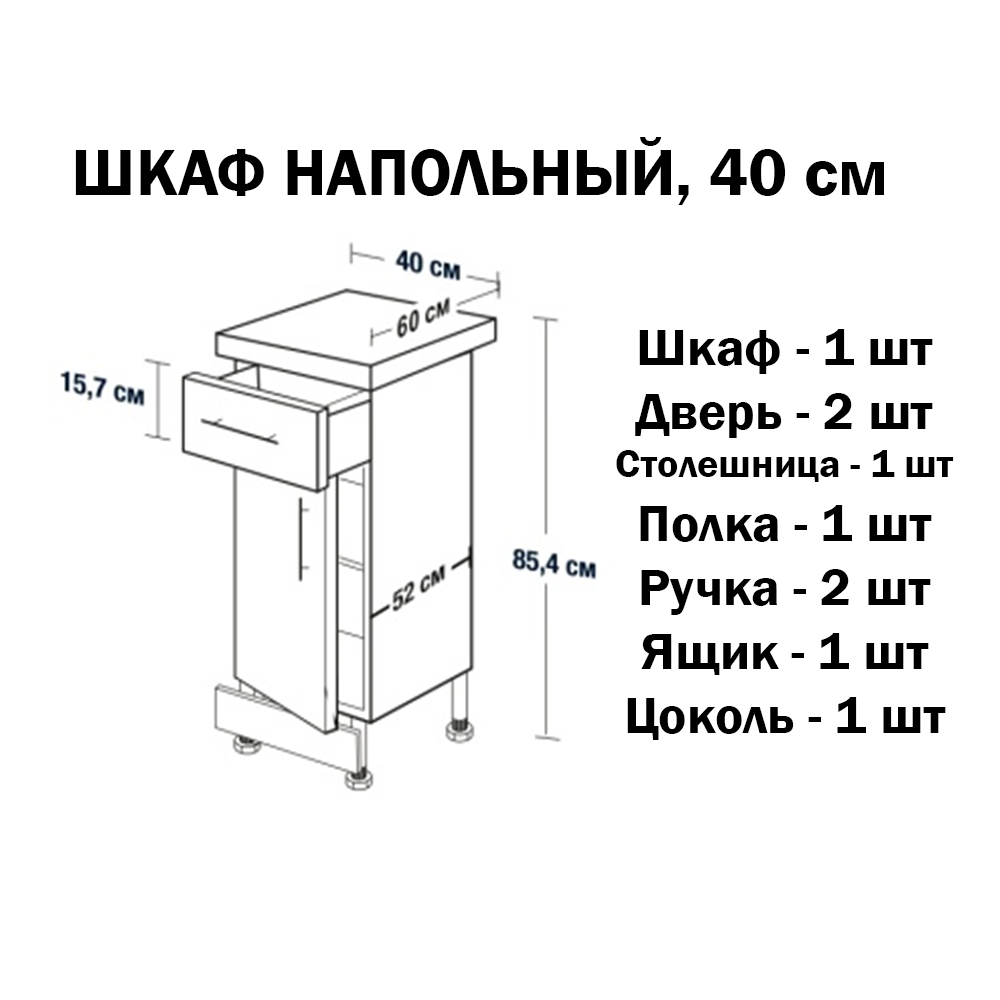 ШКАФ НАПОЛЬНЫЙ, 40 см
40 см
60 см
15,7 см
85,4 см
52 см
Шкаф - 1 шт
Дверь - 2 шт
Столешница - 1 шт
Полка - 1 шт
Ручка - 2 шт
Ящик - 1 шт
Цоколь - 1 шт